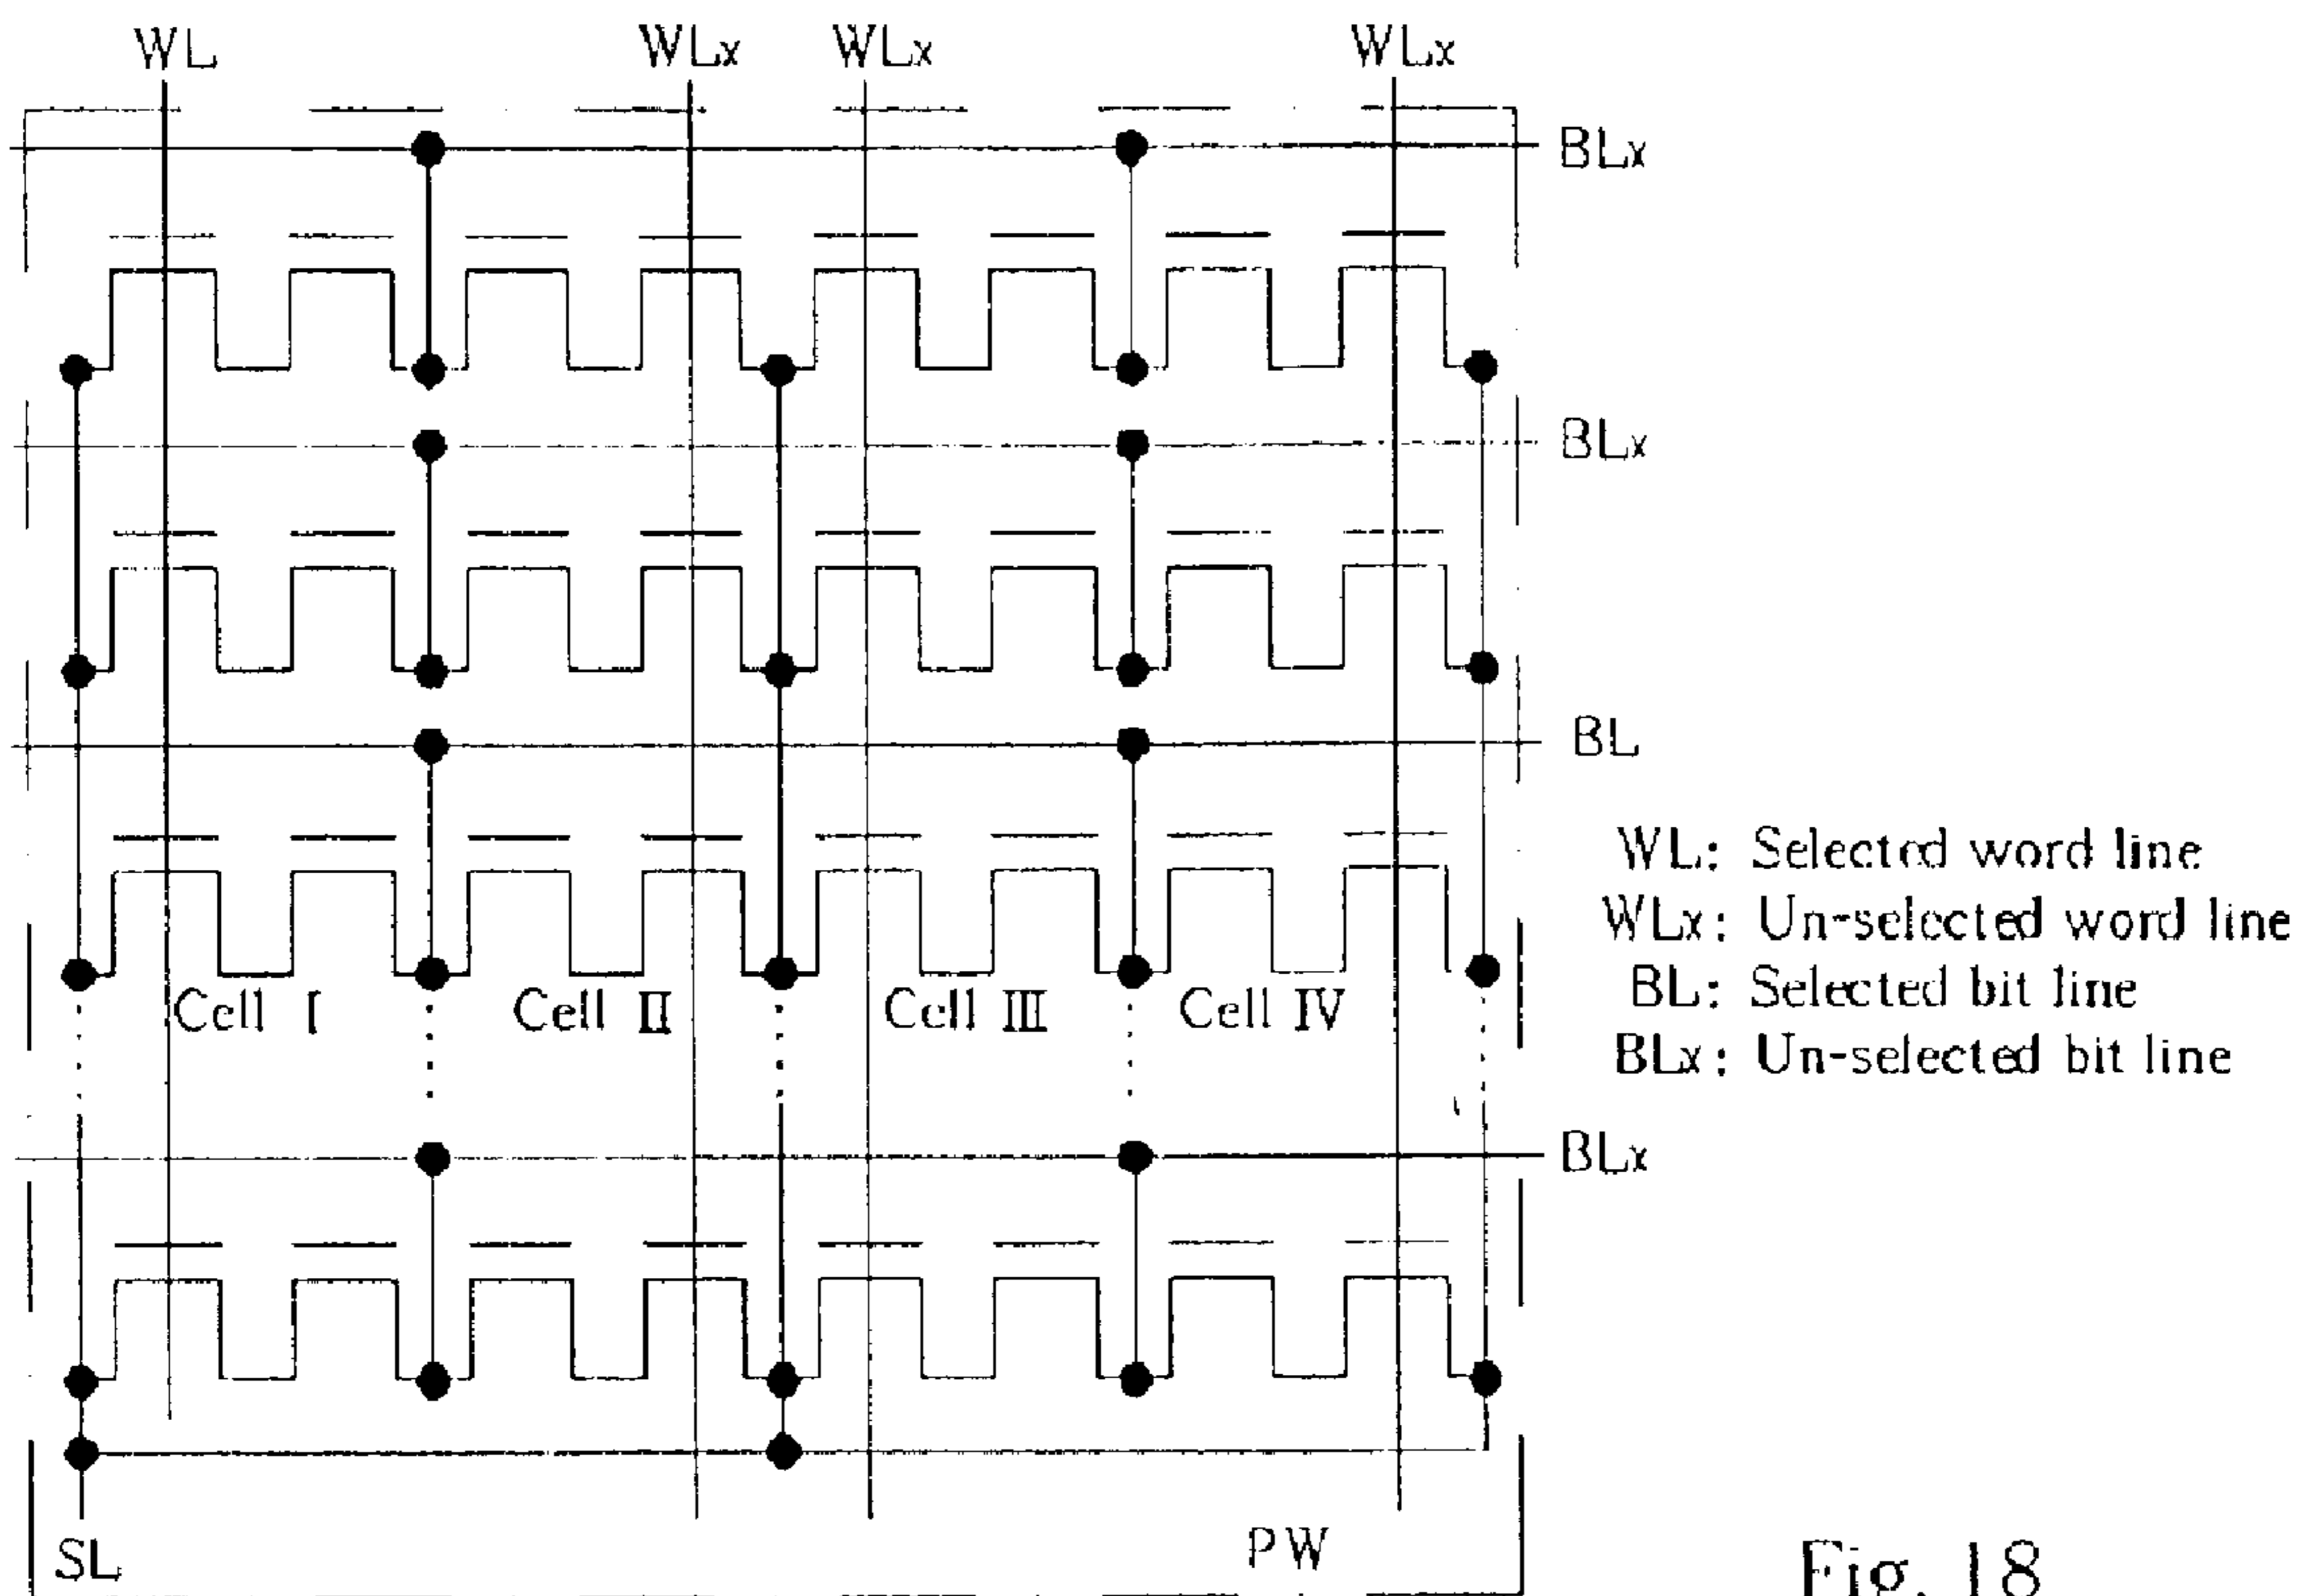 WL WLx WLx WLx
BLx
BLx
BL
WL: Selected word line
WLx: Un-selected word line
BL: Selected bit line
BLx: Un-selected bit line
Cell I Cell II Cell III Cell IV
BLx
SL PW
Fig. 18